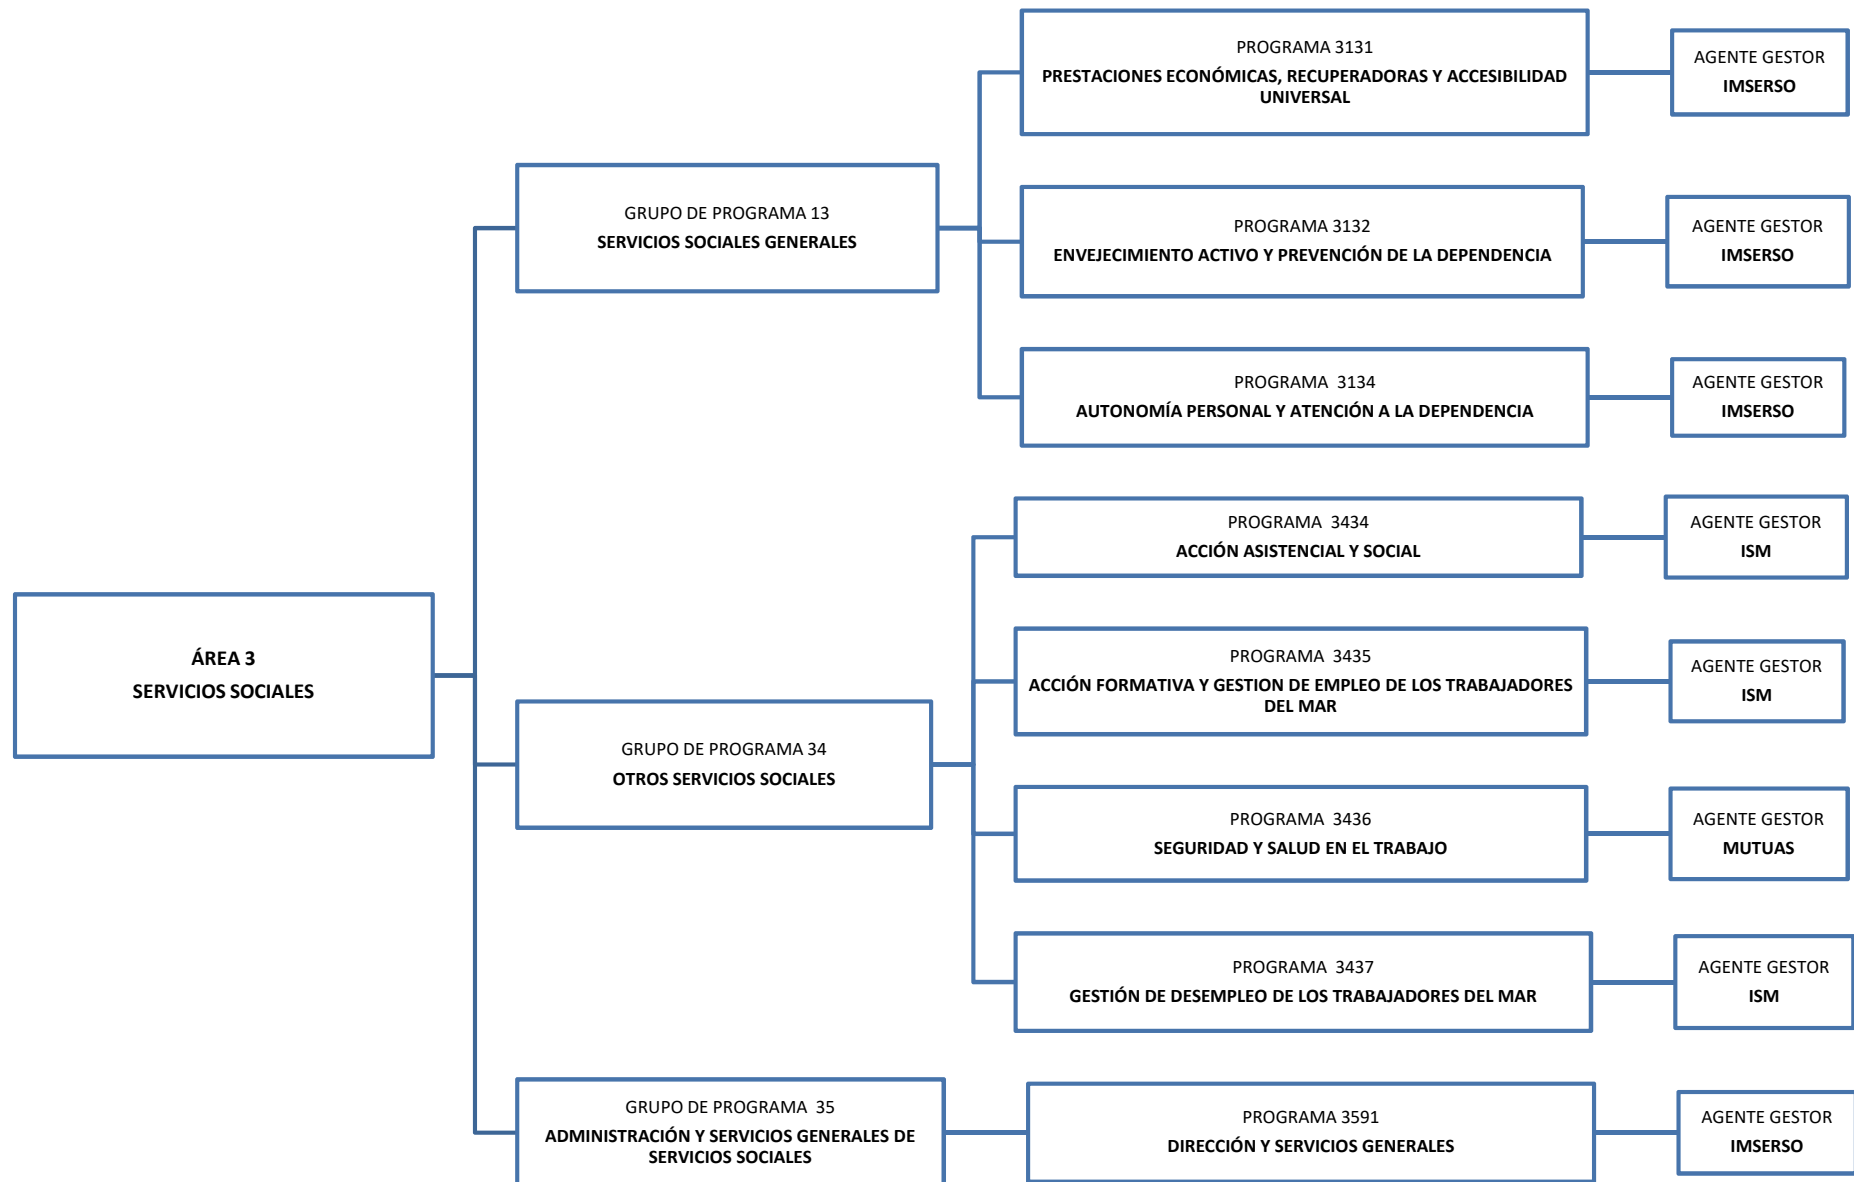 ÁREA 3
SERVICIOS SOCIALES
GRUPO DE PROGRAMA 13
SERVICIOS SOCIALES GENERALES
PROGRAMA 3131
PRESTACIONES ECONÓMICAS, RECUPERADORAS Y ACCESIBILIDAD
UNIVERSAL
AGENTE GESTOR
IMSERSO
PROGRAMA 3132
ENVEJECIMIENTO ACTIVO Y PREVENCIÓN DE LA DEPENDENCIA
AGENTE GESTOR
IMSERSO
PROGRAMA 3134
AUTONOMÍA PERSONAL Y ATENCIÓN A LA DEPENDENCIA
AGENTE GESTOR
IMSERSO
GRUPO DE PROGRAMA 34
OTROS SERVICIOS SOCIALES
PROGRAMA 3434
ACCIÓN ASISTENCIAL Y SOCIAL
AGENTE GESTOR
ISM
PROGRAMA 3435
ACCIÓN FORMATIVA Y GESTION DE EMPLEO DE LOS TRABAJADORES
DEL MAR
AGENTE GESTOR
ISM
PROGRAMA 3436
SEGURIDAD Y SALUD EN EL TRABAJO
AGENTE GESTOR
MUTUAS
PROGRAMA 3437
GESTIÓN DE DESEMPLEO DE LOS TRABAJADORES DEL MAR
AGENTE GESTOR
ISM
GRUPO DE PROGRAMA 35
ADMINISTRACIÓN Y SERVICIOS GENERALES DE
SERVICIOS SOCIALES
PROGRAMA 3591
DIRECCIÓN Y SERVICIOS GENERALES
AGENTE GESTOR
IMSERSO